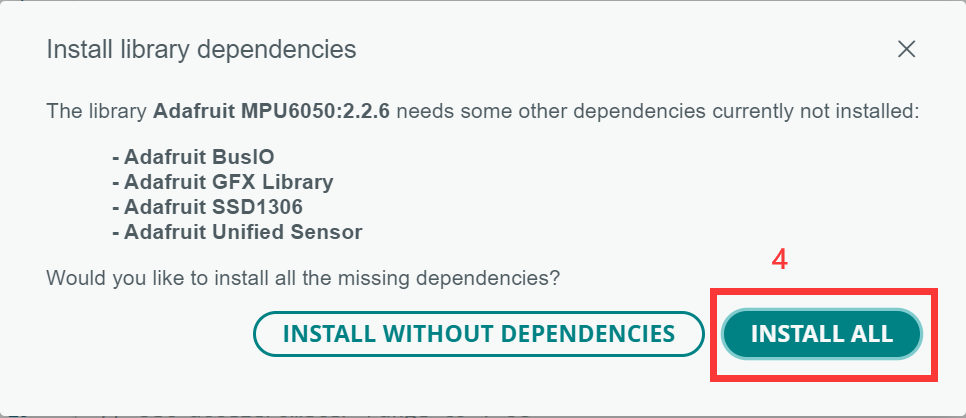 Install library dependencies
The library Adafruit MPU6050:2.2.6 needs some other dependencies currently not installed:
- Adafruit BusIO
- Adafruit GFX Library
- Adafruit SSD1306
- Adafruit Unified Sensor
Would you like to install all the missing dependencies?
4
INSTALL WITHOUT DEPENDENCIES
INSTALL ALL